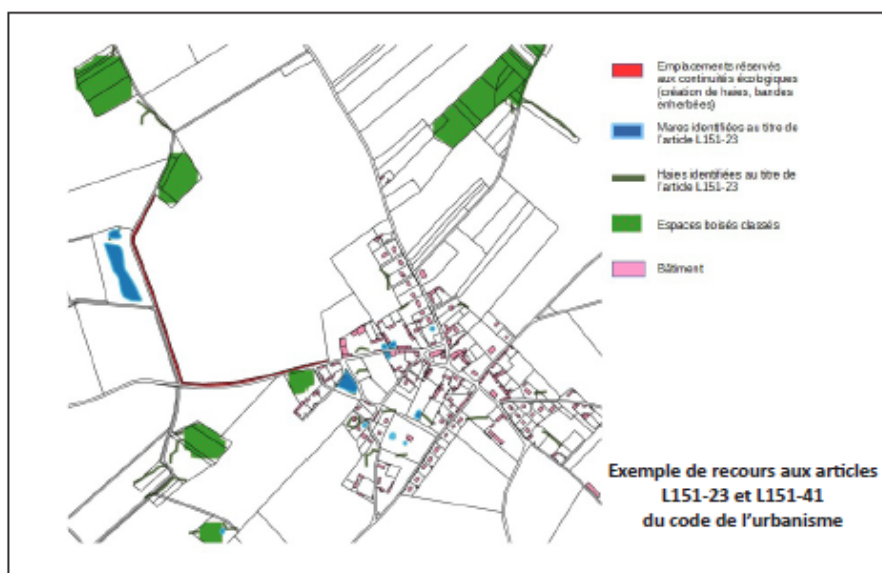 Emplacements réservés
aux continuités écologiques
(création de haies, bandes
enherbées)
Mares identifiées au titre de
l'article L151-23
Haies identifiées au titre de
l'article L151-23
Espaces boisés classés
Bâtiment
Exemple de recours aux articles
L151-23 et L151-41
du code de l'urbanisme